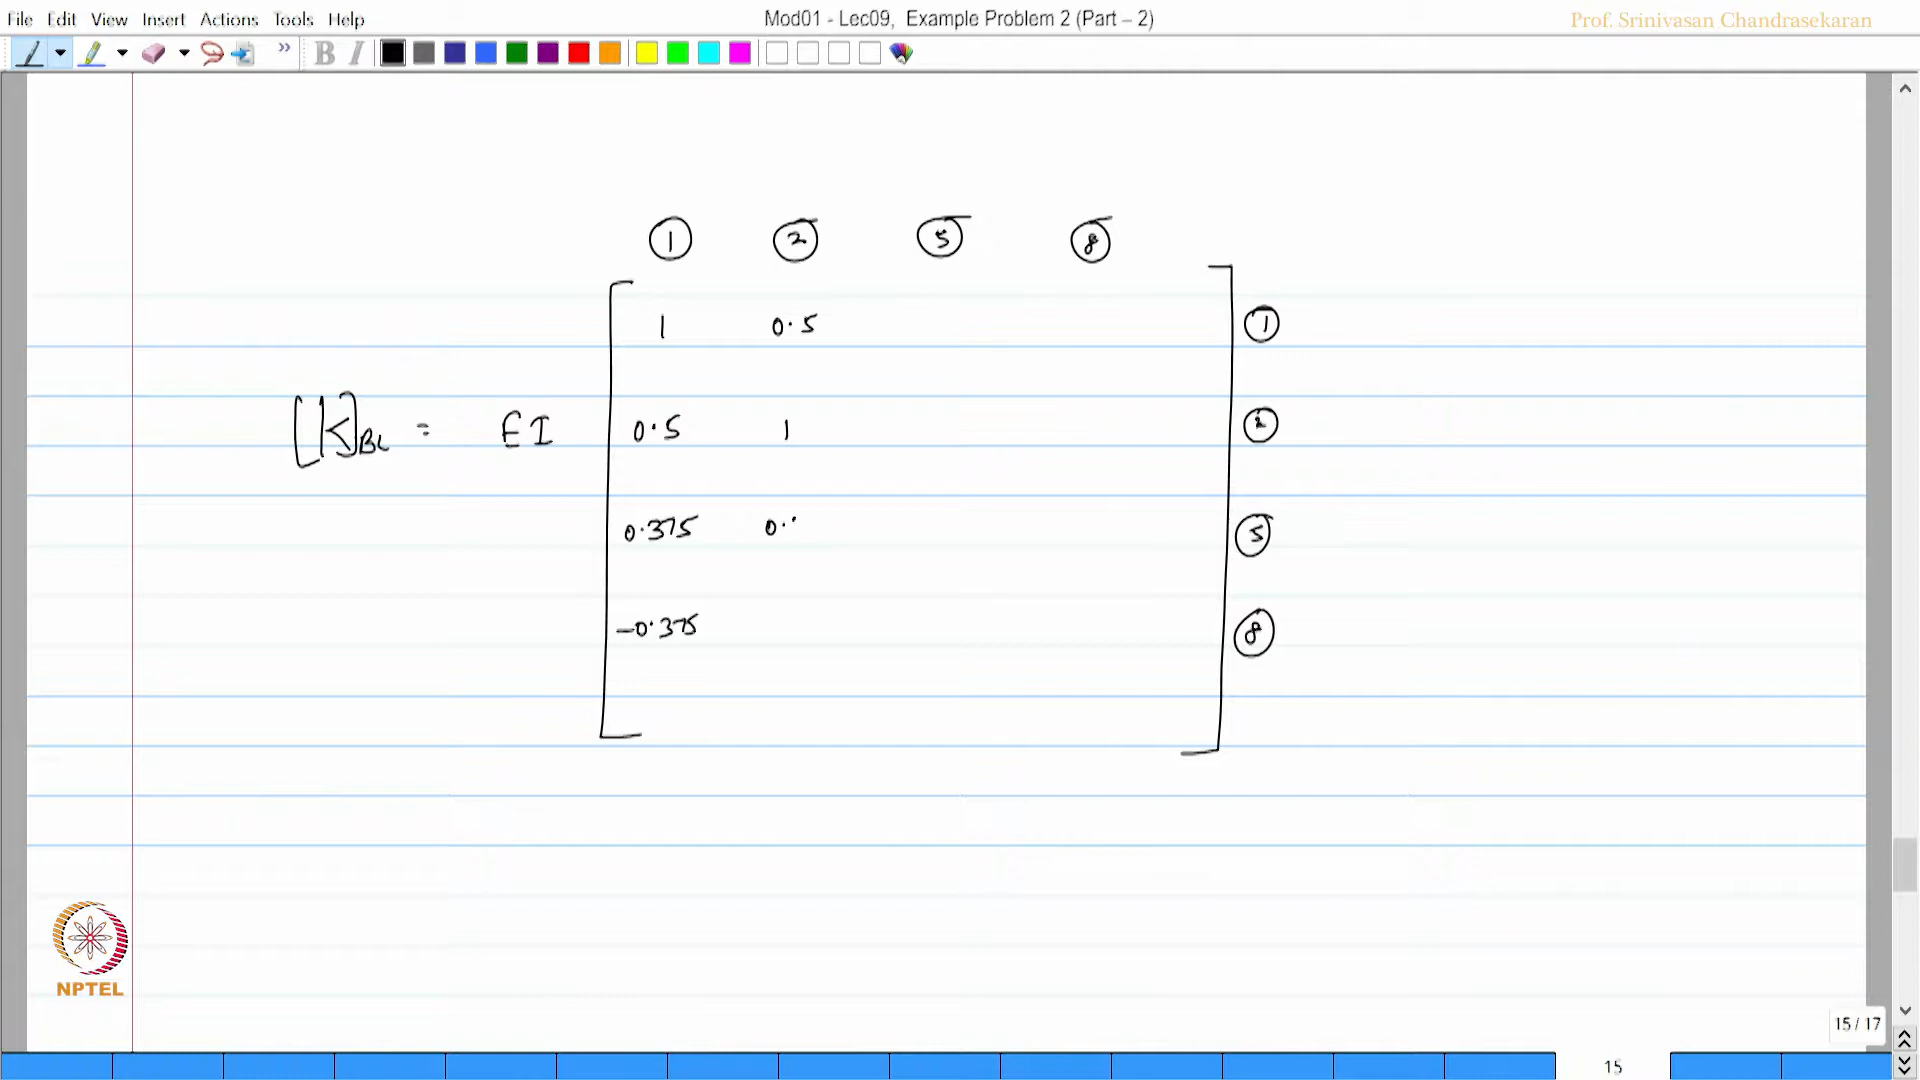 File Edit View Insert Actions Tools Help
Mod01 - Lec09, Example Problem 2 (Part – 2)
Prof. Srinivasan Chandrasekaran
» B I
1 2 5 8
1 0.5 1
[K]BC = EI
0.5 1 2
0.375 0. 5
-0.375 8
NPTEL
15 / 17
15